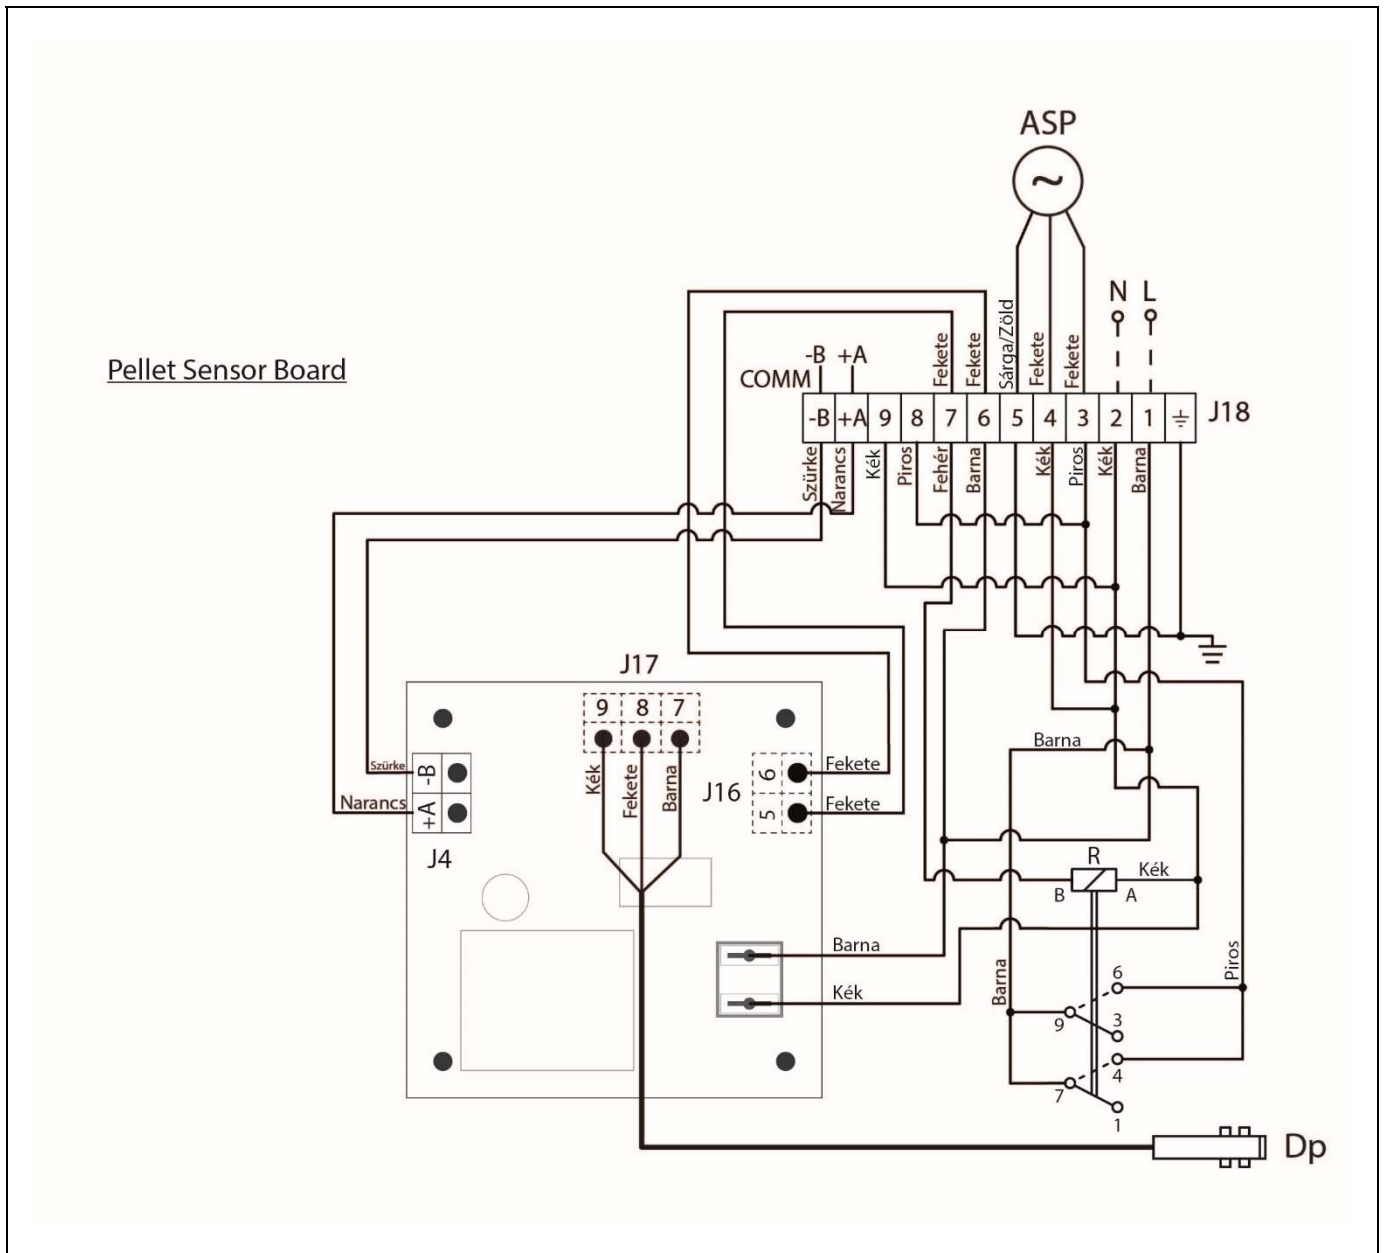 ASP
~
N L
Pellet Sensor Board
-B +A
COMM
Fekete
Fekete
Sárga/Zöld
Fekete
Fekete
-B +A 9 8 7 6 5 4 3 2 1
J18
Szürke
Narancs
Kék
Piros
Fehér
Barna
Kék
Piros
Kék
Barna
J17
9 8 7
Kék
Fekete
Barna
Szürke
-B
Narancs
+A
J4
J16
6
5
Fekete
Fekete
Barna
R
Kék
B
A
Barna
Kék
Barna
Piros
6
9
3
4
7
1
Dp